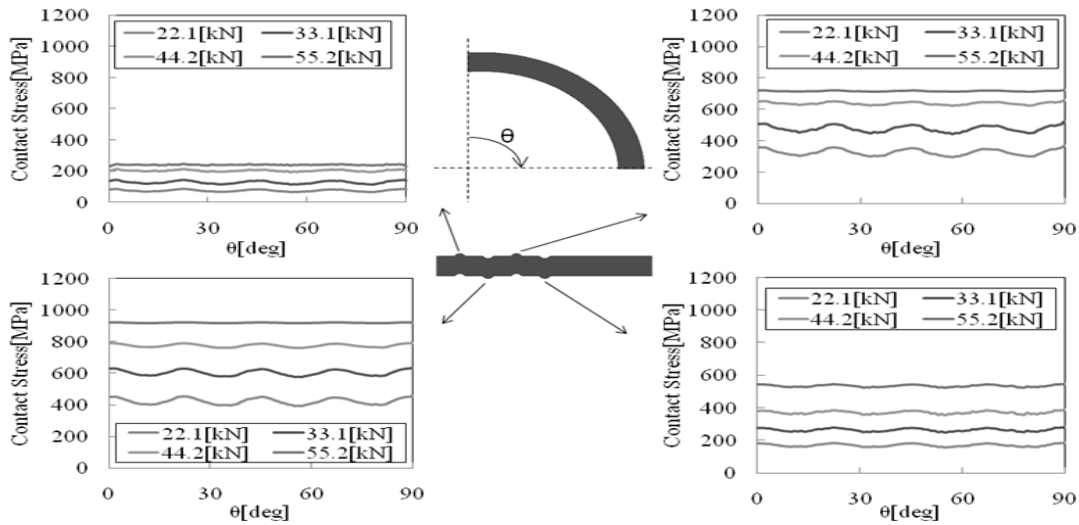 1200
1000
800
600
400
200
0
Contact Stress[MPa]
22.1[kN] 33.1[kN]
44.2[kN] 55.2[kN]
0 30 60 90
θ[deg]
θ
1200
1000
800
600
400
200
0
Contact Stress[MPa]
22.1[kN] 33.1[kN]
44.2[kN] 55.2[kN]
0 30 60 90
θ[deg]
1200
1000
800
600
400
200
0
Contact Stress[MPa]
22.1[kN] 33.1[kN]
44.2[kN] 55.2[kN]
0 30 60 90
θ[deg]
1200
1000
800
600
400
200
0
Contact Stress[MPa]
22.1[kN] 33.1[kN]
44.2[kN] 55.2[kN]
0 30 60 90
θ[deg]